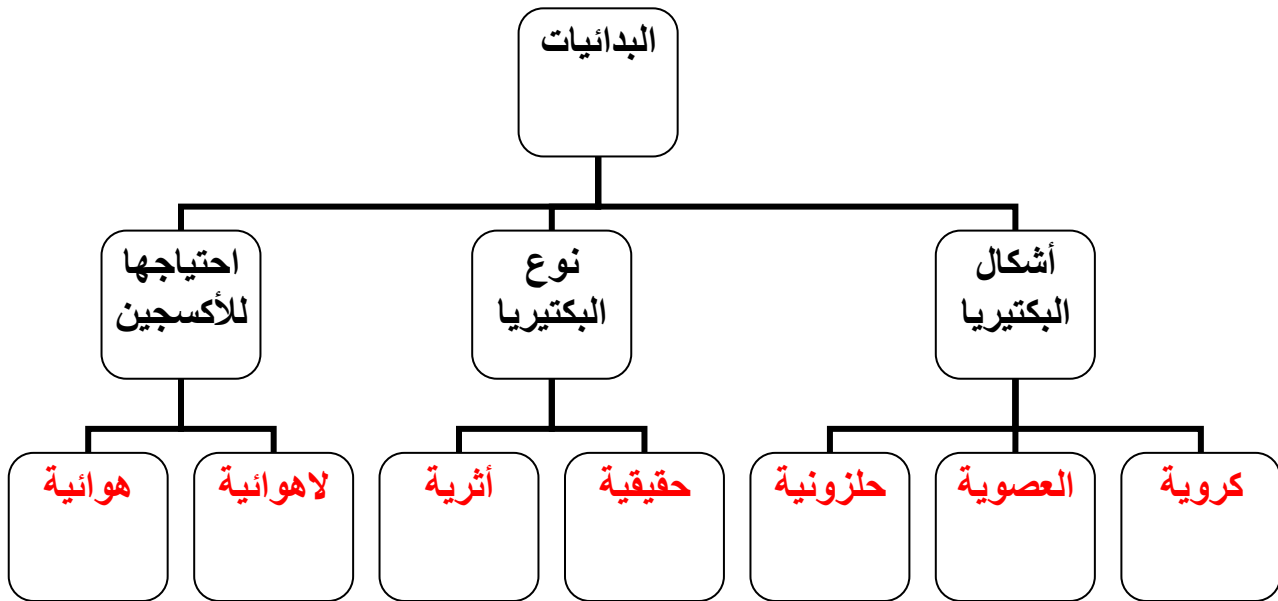 البدائيات
أشكال
البكتيريا
نوع
البكتيريا
احتياجها
للأكسجين
كروية
العصوية
حلزونية
حقيقية
أثرية
لاهوائية
هوائية